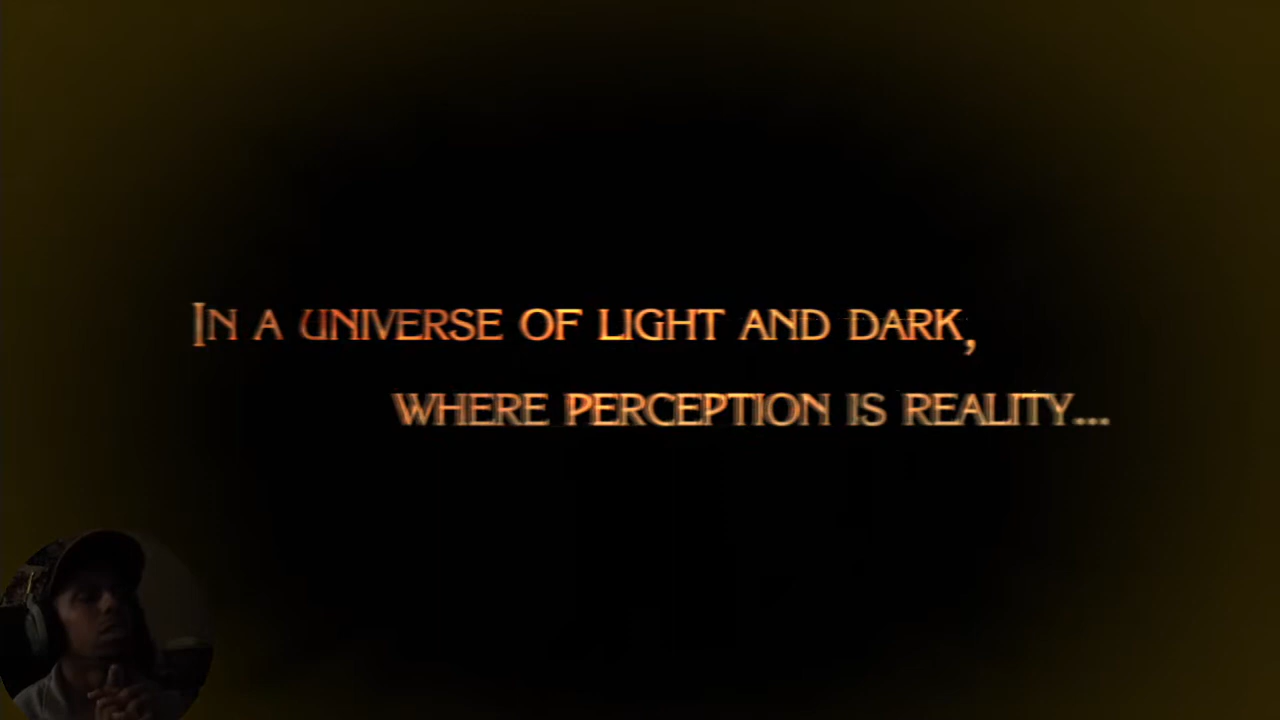 In a universe of light and dark,
where perception is reality...